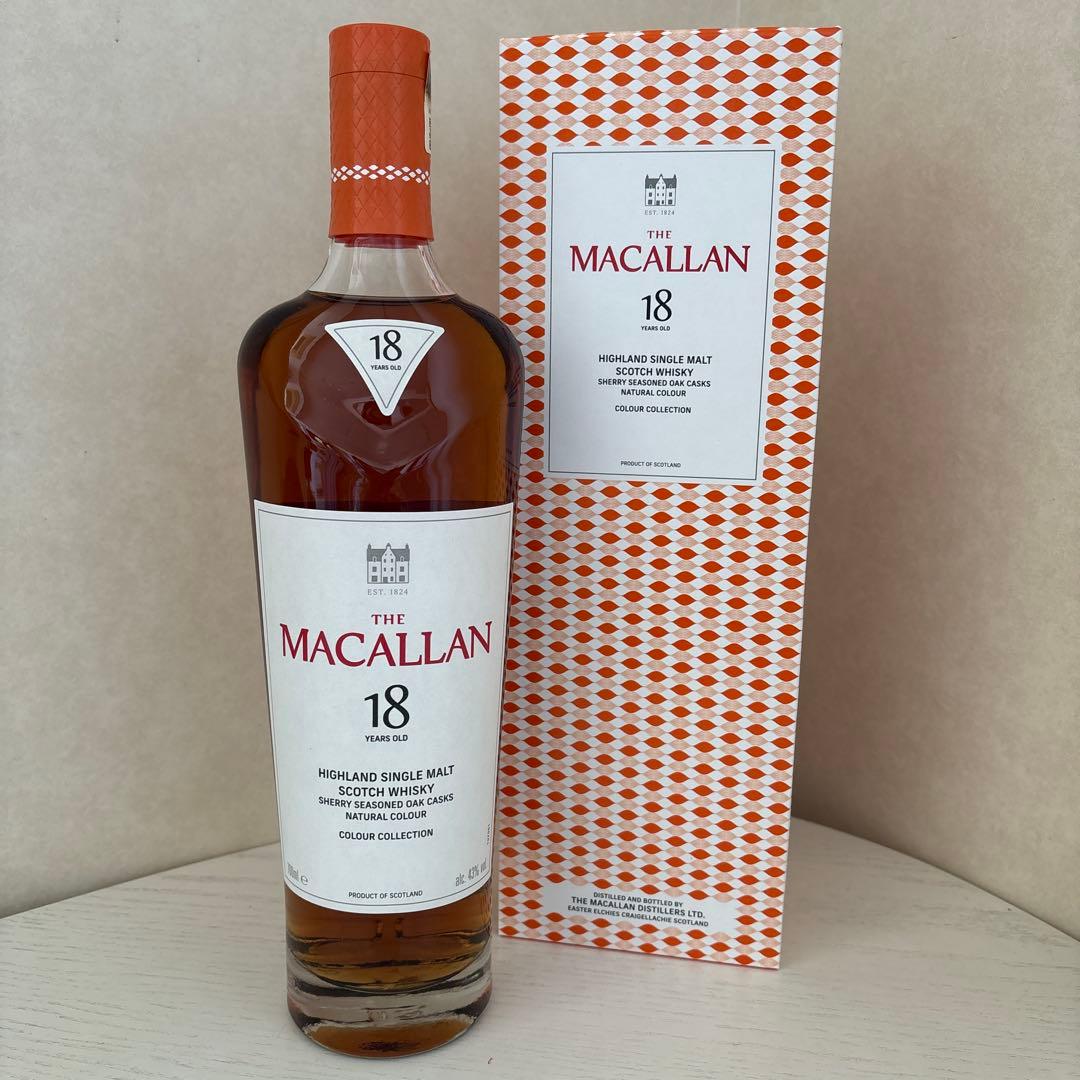 18
YEARS OLD
EST. 1824
THE
MACALLAN
18
YEARS OLD
HIGHLAND SINGLE MALT
SCOTCH WHISKY
SHERRY SEASONED OAK CASKS
NATURAL COLOUR
COLOUR COLLECTION
700ml e
alc. 43% vol.
PRODUCT OF SCOTLAND
EST. 1824
THE
MACALLAN
18
YEARS OLD
HIGHLAND SINGLE MALT
SCOTCH WHISKY
SHERRY SEASONED OAK CASKS
NATURAL COLOUR
COLOUR COLLECTION
PRODUCT OF SCOTLAND
DISTILLED AND BOTTLED BY
THE MACALLAN DISTILLERS LTD.
EASTER ELCHIES CRAIGELLACHIE SCOTLAND